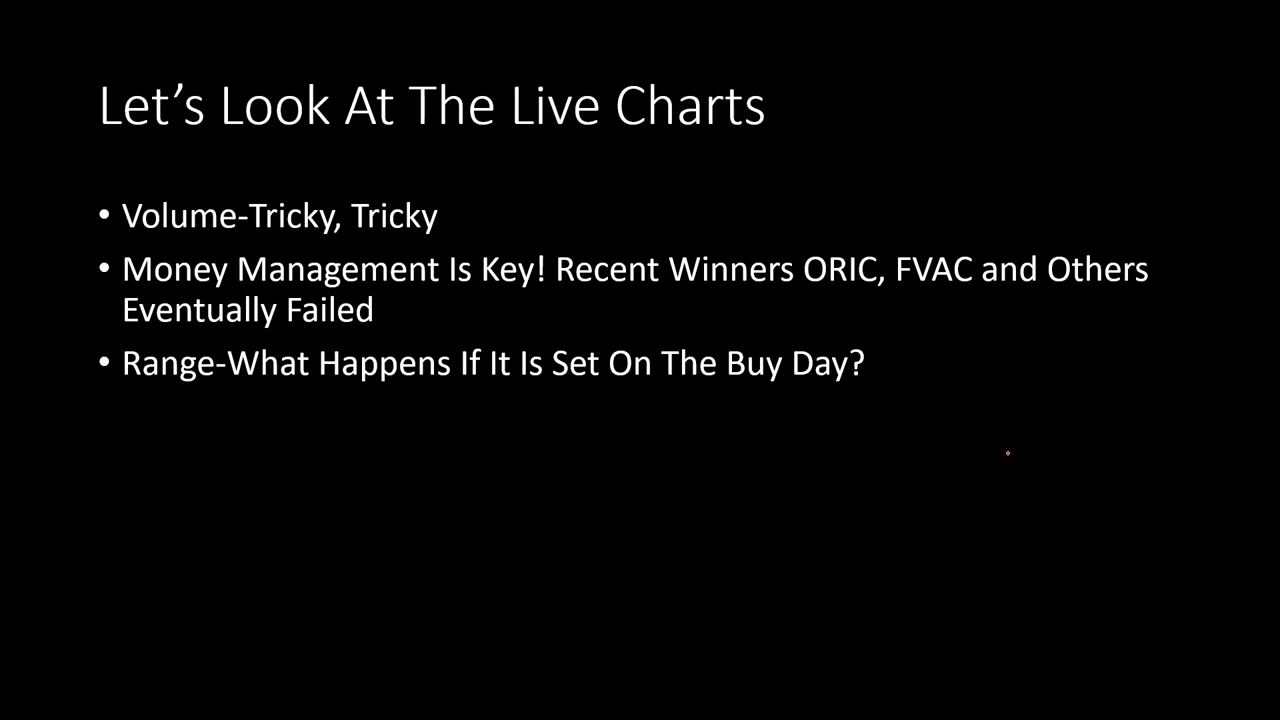 Let’s Look At The Live Charts
• Volume-Tricky, Tricky
• Money Management Is Key! Recent Winners ORIC, FVAC and Others
Eventually Failed
• Range-What Happens If It Is Set On The Buy Day?